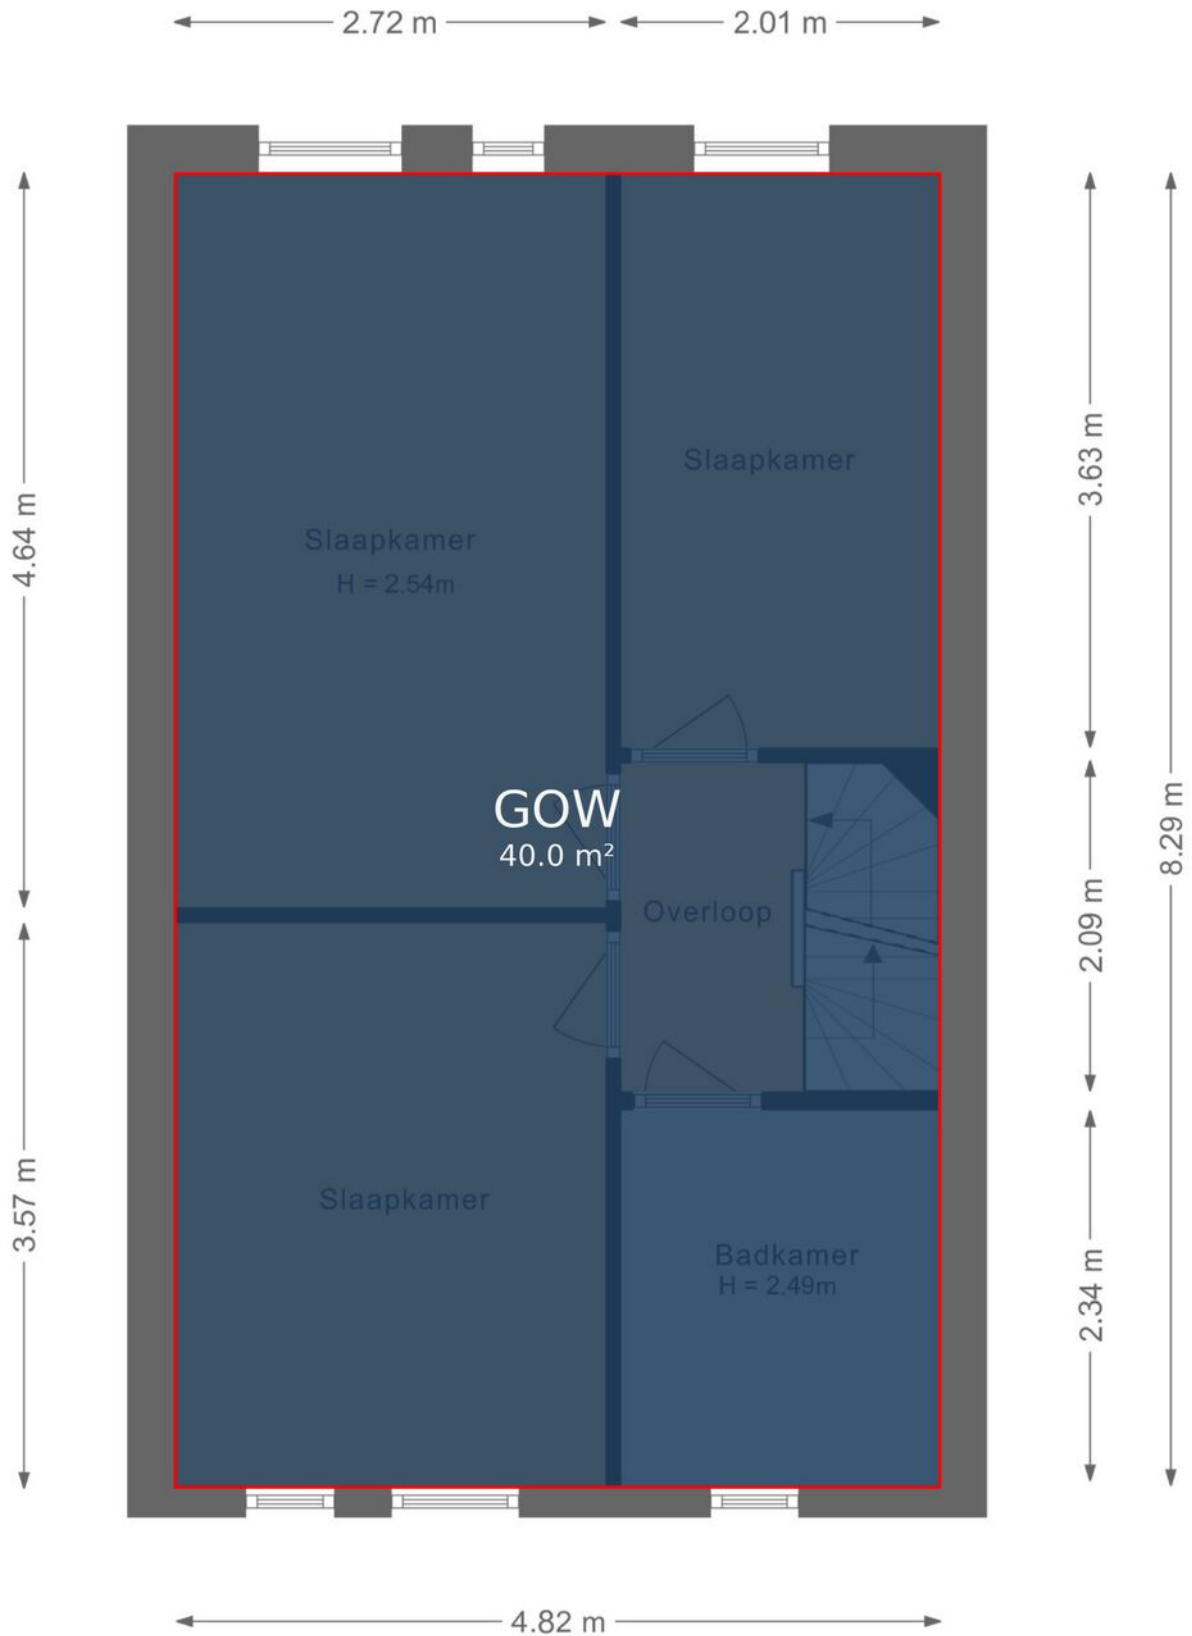 2.72 m
2.01 m
4.64 m
3.63 m
8.29 m
Slaapkamer
Slaapkamer
H = 2.54m
GOW
40.0 m²
Overloop
2.09 m
3.57 m
Slaapkamer
Badkamer
H = 2.49m
2.34 m
4.82 m